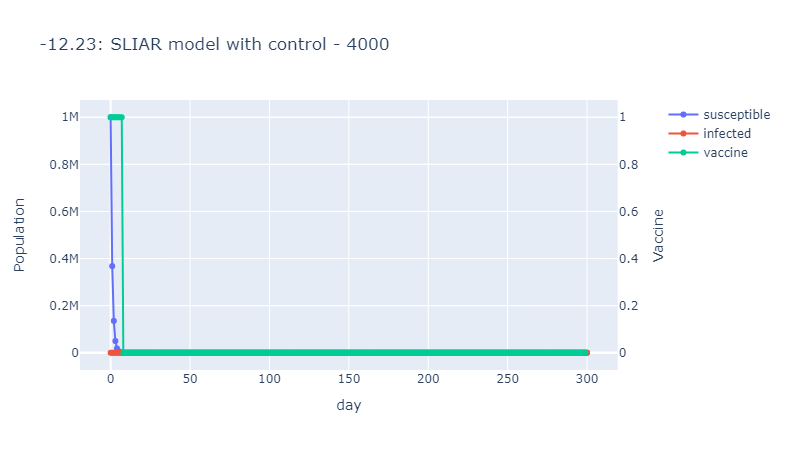 -12.23: SLIAR model with control - 4000
susceptible
infected
vaccine
1M
0.8M
0.6M
0.4M
0.2M
0
1
0.8
0.6
0.4
0.2
0
Population
Vaccine
0 50 100 150 200 250 300
day